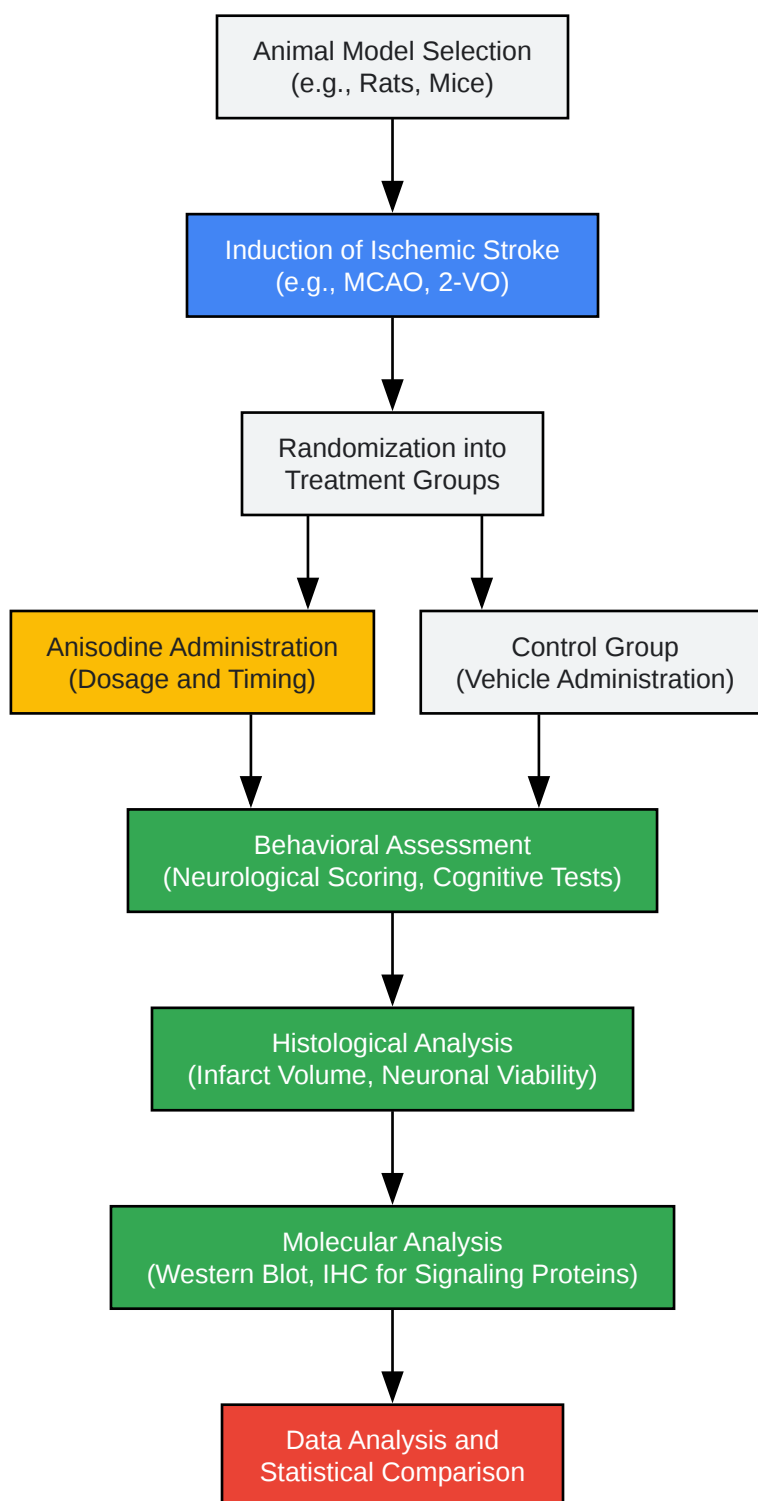 Animal Model Selection
(e.g., Rats, Mice)
Induction of Ischemic Stroke
(e.g., MCAO, 2-VO)
Randomization into
Treatment Groups
Anisodine Administration
(Dosage and Timing)
Control Group
(Vehicle Administration)
Behavioral Assessment
(Neurological Scoring, Cognitive Tests)
Histological Analysis
(Infarct Volume, Neuronal Viability)
Molecular Analysis
(Western Blot, IHC for Signaling Proteins)
Data Analysis and
Statistical Comparison